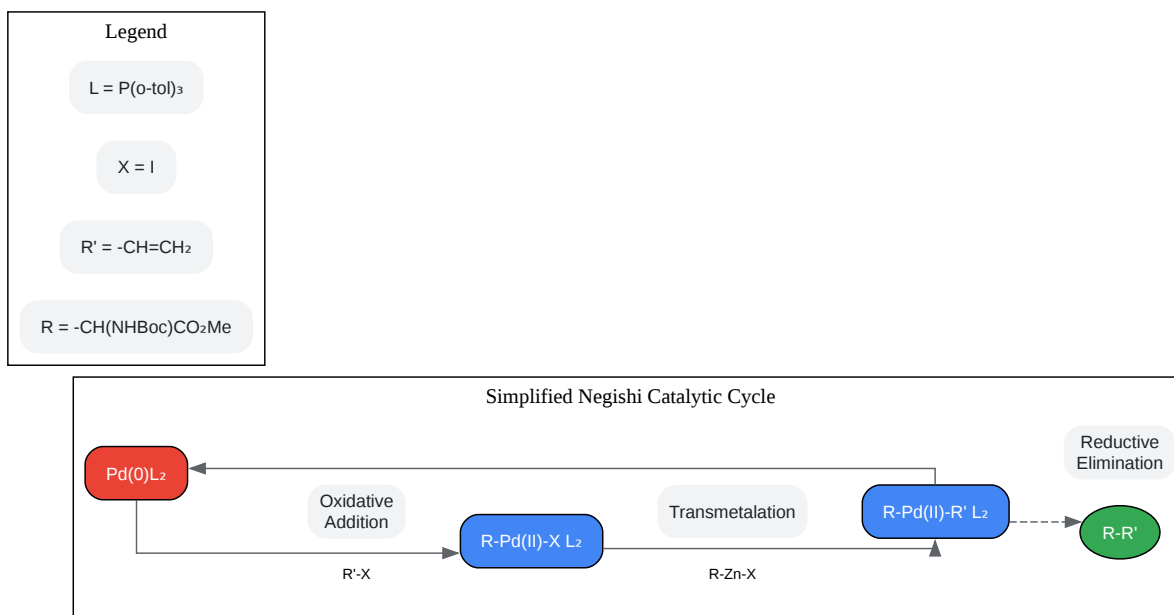 Legend
L = P(o-tol)₃
X = I
R' = -CH=CH₂
R = -CH(NHBoc)CO₂Me
Simplified Negishi Catalytic Cycle
Pd(0)L₂
Oxidative
Addition
R'-X
R-Pd(II)-X L₂
Transmetalation
R-Zn-X
R-Pd(II)-R' L₂
Reductive
Elimination
R-R'